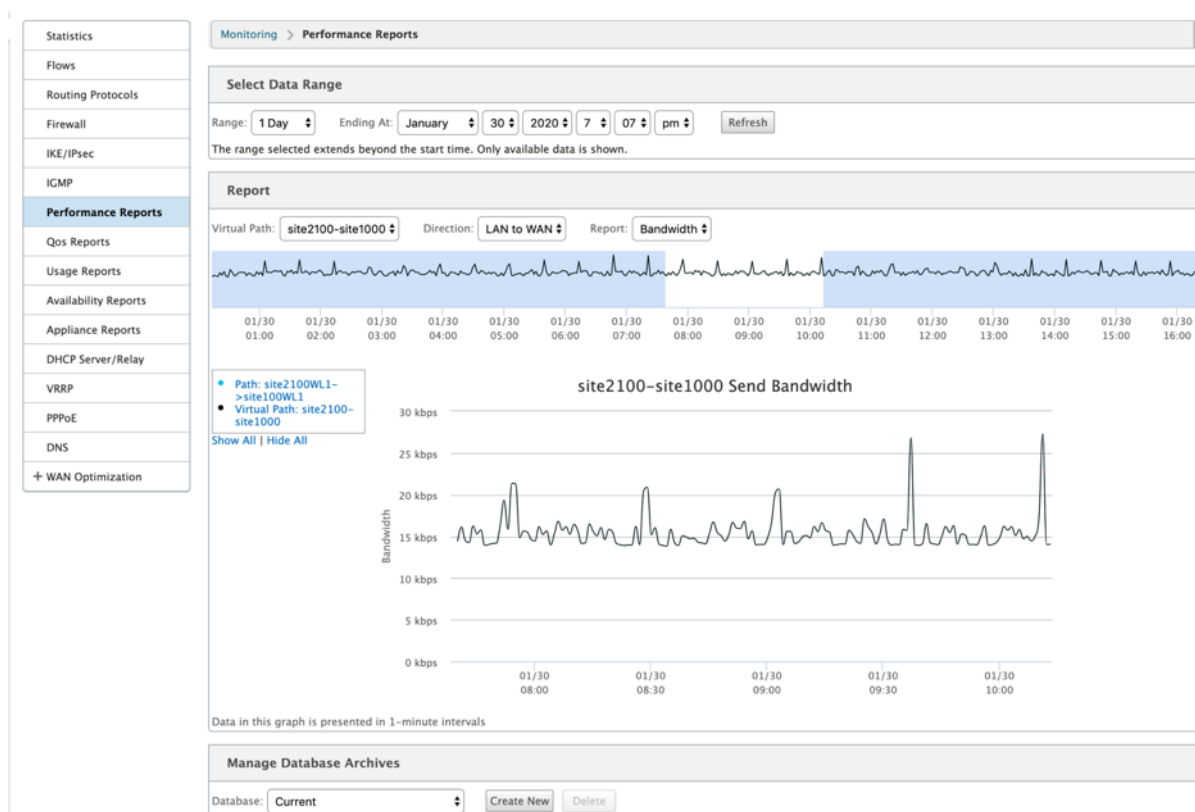 Statistics
Flows
Routing Protocols
Firewall
IKE/IPsec
IGMP
Performance Reports
Qos Reports
Usage Reports
Availability Reports
Appliance Reports
DHCP Server/Relay
VRRP
PPPoE
DNS
+ WAN Optimization
Monitoring > Performance Reports
Select Data Range
Range: 1 Day Ending At: January 30 2020 7 07 pm Refresh
The range selected extends beyond the start time. Only available data is shown.
Report
Virtual Path: site2100-site1000 Direction: LAN to WAN Report: Bandwidth
01/30 01/30 01/30 01/30 01/30 01/30 01/30 01/30 01/30 01/30 01/30 01/30 01/30 01/30 01/30 01/30
01:00 02:00 03:00 04:00 05:00 06:00 07:00 08:00 09:00 10:00 11:00 12:00 13:00 14:00 15:00 16:00
Path: site2100WL1-
>site100WL1
Virtual Path: site2100-
site1000
Show All | Hide All
site2100-site1000 Send Bandwidth
Bandwidth
30 kbps
25 kbps
20 kbps
15 kbps
10 kbps
5 kbps
0 kbps
01/30 01/30 01/30 01/30 01/30
08:00 08:30 09:00 09:30 10:00
Data in this graph is presented in 1-minute intervals
Manage Database Archives
Database: Current Create New Delete